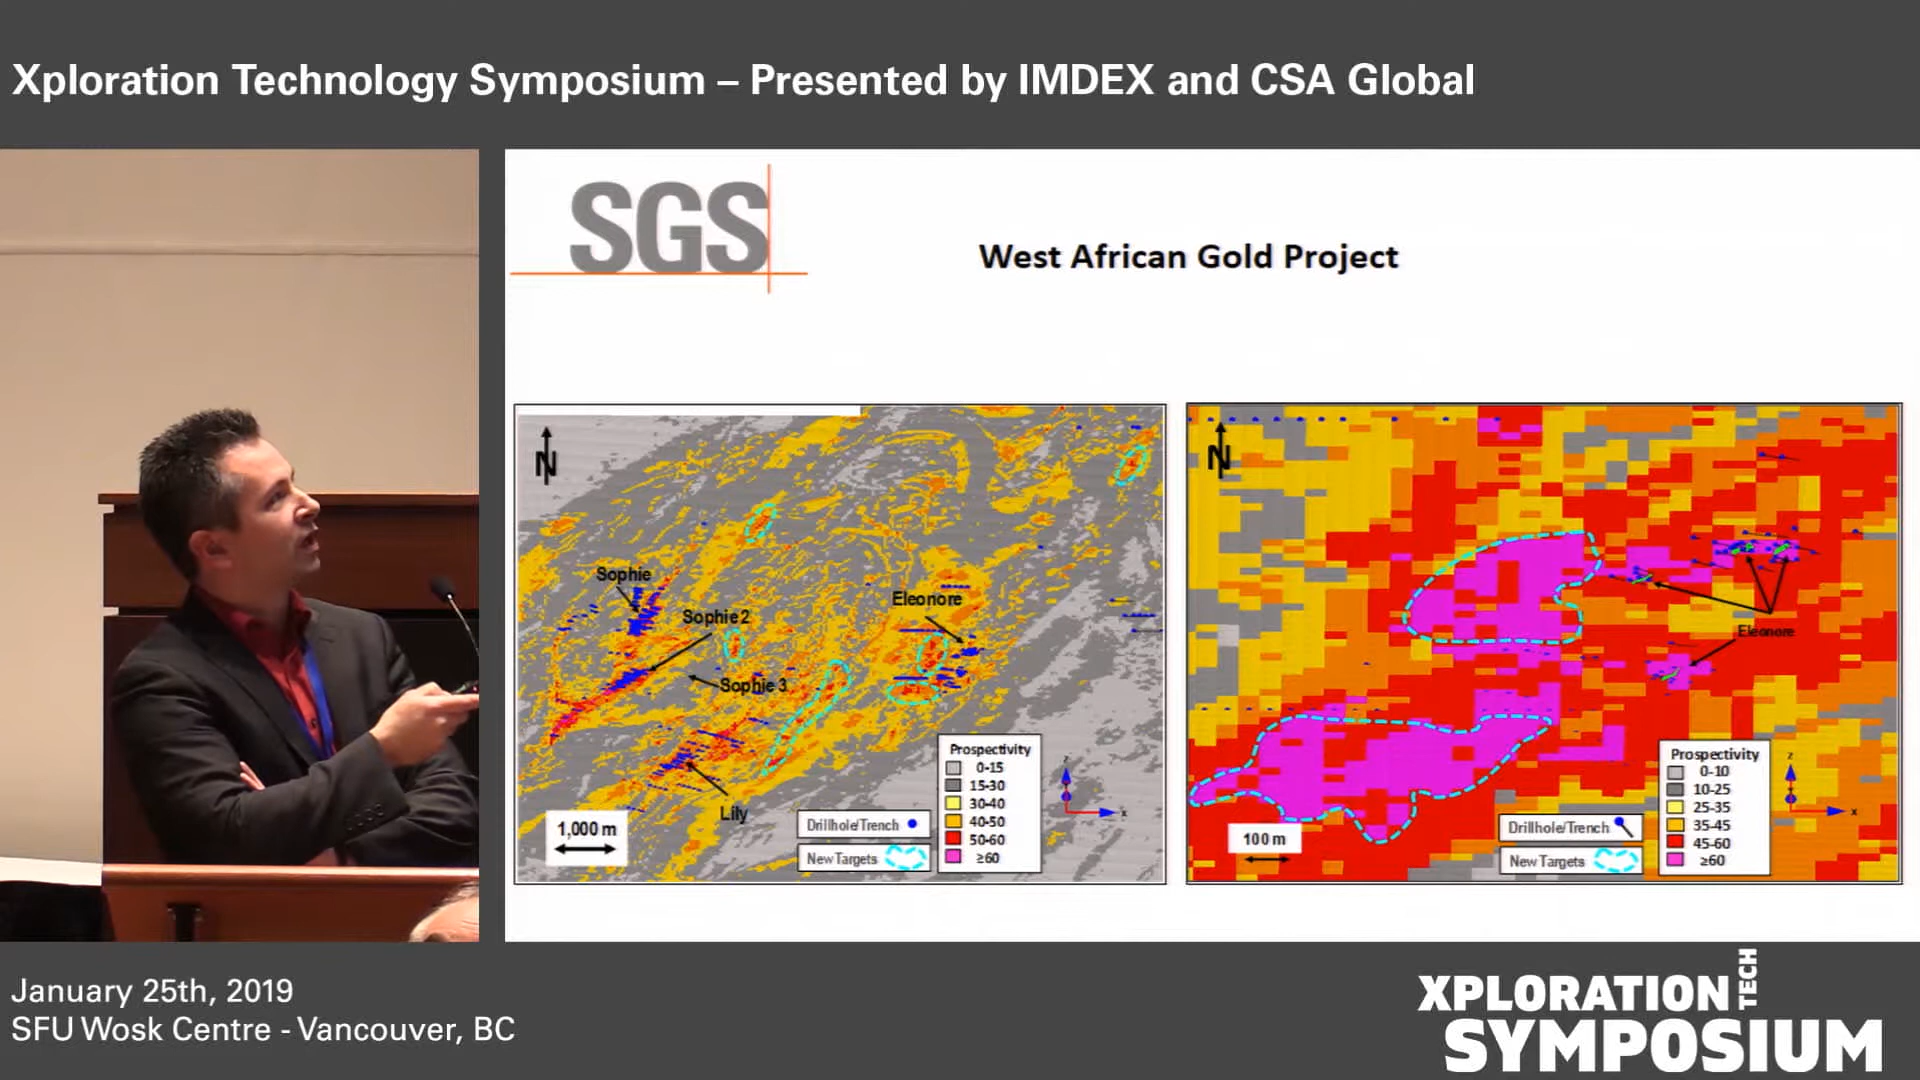 Xploration Technology Symposium – Presented by IMDEX and CSA Global
SGS
West African Gold Project
N
Sophie
Sophie 2
Sophie 3
Eleonore
Lily
1,000 m
Drillhole/Trench
New Targets
Prospectivity
0-15
15-30
30-40
40-50
50-60
≥60
z
x
N
Eleonore
100 m
Drillhole/Trench
New Targets
Prospectivity
0-10
10-25
25-35
35-45
45-60
≥60
z
x
January 25th, 2019
SFU Wosk Centre - Vancouver, BC
XPLORATION TECH
SYMPOSIUM